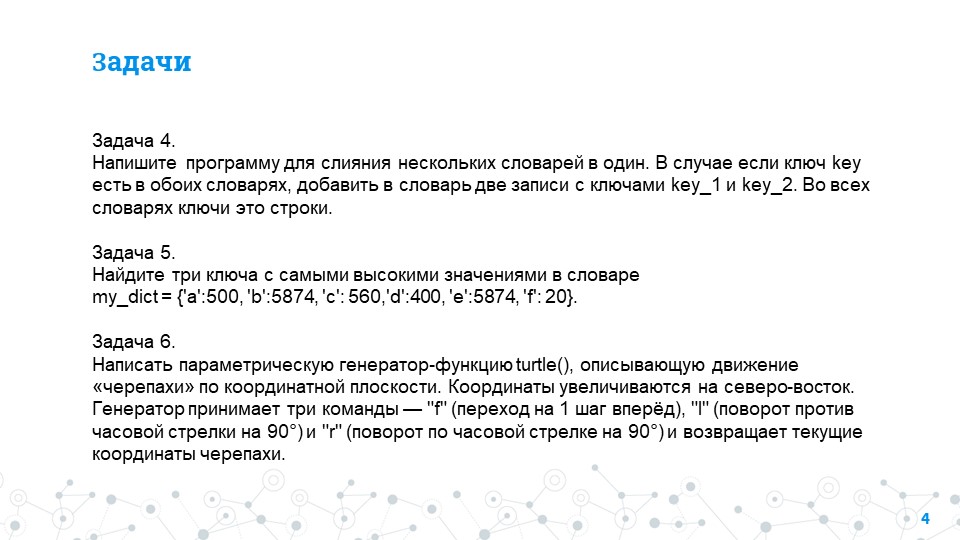 Задачи
Задача 4.
Напишите программу для слияния нескольких словарей в один. В случае если ключ key
есть в обоих словарях, добавить в словарь две записи с ключами key_1 и key_2. Во всех
словарях ключи это строки.
Задача 5.
Найдите три ключа с самыми высокими значениями в словаре
my_dict = {'a':500, 'b':5874, 'c': 560,'d':400, 'e':5874, 'f': 20}.
Задача 6.
Написать параметрическую генератор-функцию turtle(), описывающую движение
«черепахи» по координатной плоскости. Координаты увеличиваются на северо-восток.
Генератор принимает три команды — "f" (переход на 1 шаг вперёд), "l" (поворот против
часовой стрелки на 90°) и "r" (поворот по часовой стрелке на 90°) и возвращает текущие
координаты черепахи.
4